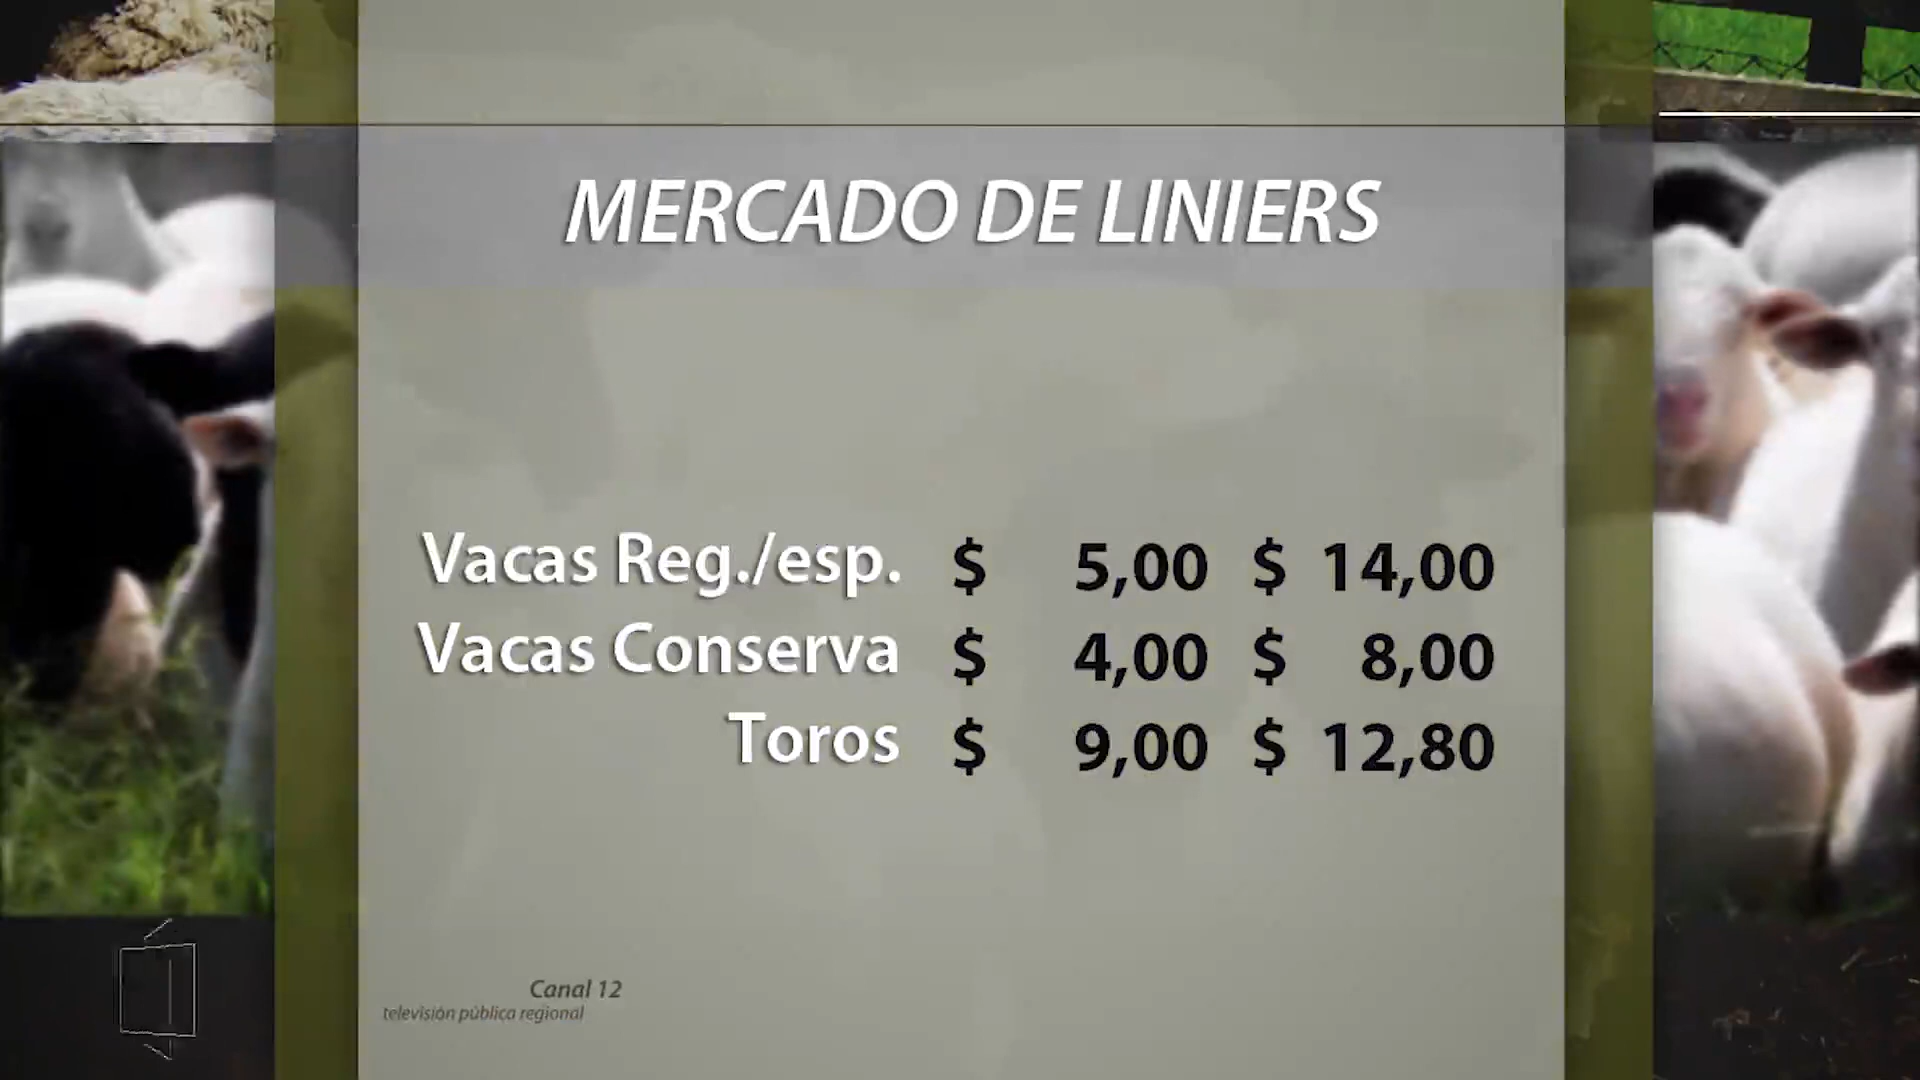 MERCADO DE LINIERS
Vacas Reg./esp. $ 5,00 $ 14,00
Vacas Conserva $ 4,00 $ 8,00
Toros $ 9,00 $ 12,80
Canal 12
televisión pública regional